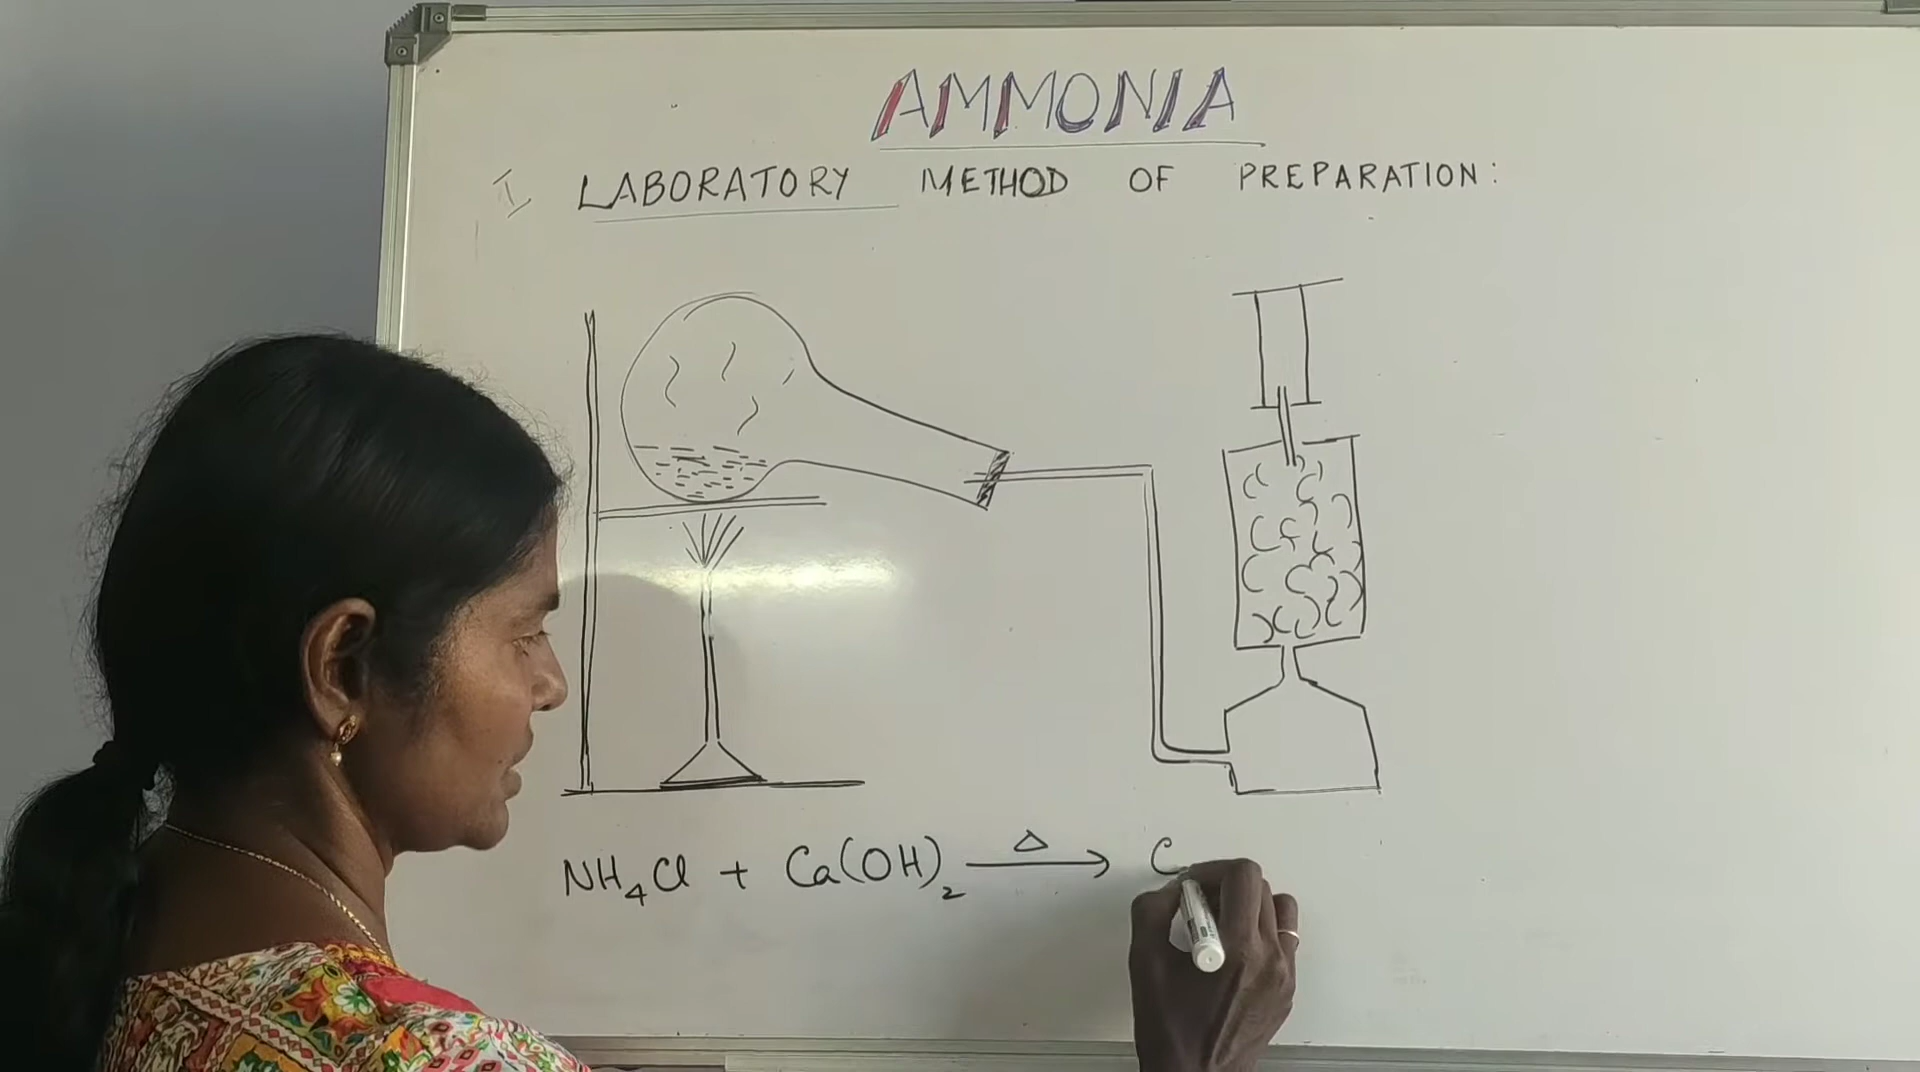 AMMONIA
I LABORATORY METHOD OF PREPARATION:
NH₄Cl + Ca(OH)₂ —Δ→ C